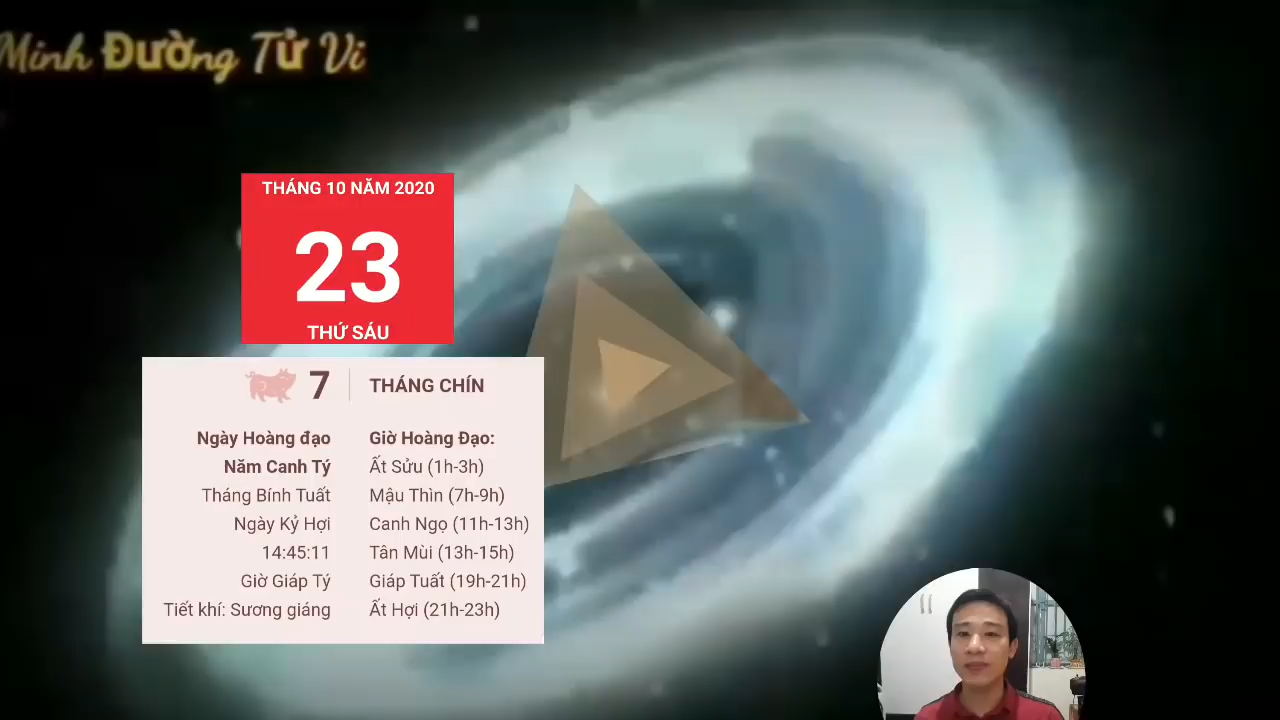 Minh Đường Tử Vi
THÁNG 10 NĂM 2020
23
THỨ SÁU
7 THÁNG CHÍN
Ngày Hoàng đạo
Năm Canh Tý
Tháng Bính Tuất
Ngày Kỷ Hợi
14:45:11
Giờ Giáp Tý
Tiết khí: Sương giáng
Giờ Hoàng Đạo:
Ất Sửu (1h-3h)
Mậu Thìn (7h-9h)
Canh Ngọ (11h-13h)
Tân Mùi (13h-15h)
Giáp Tuất (19h-21h)
Ất Hợi (21h-23h)